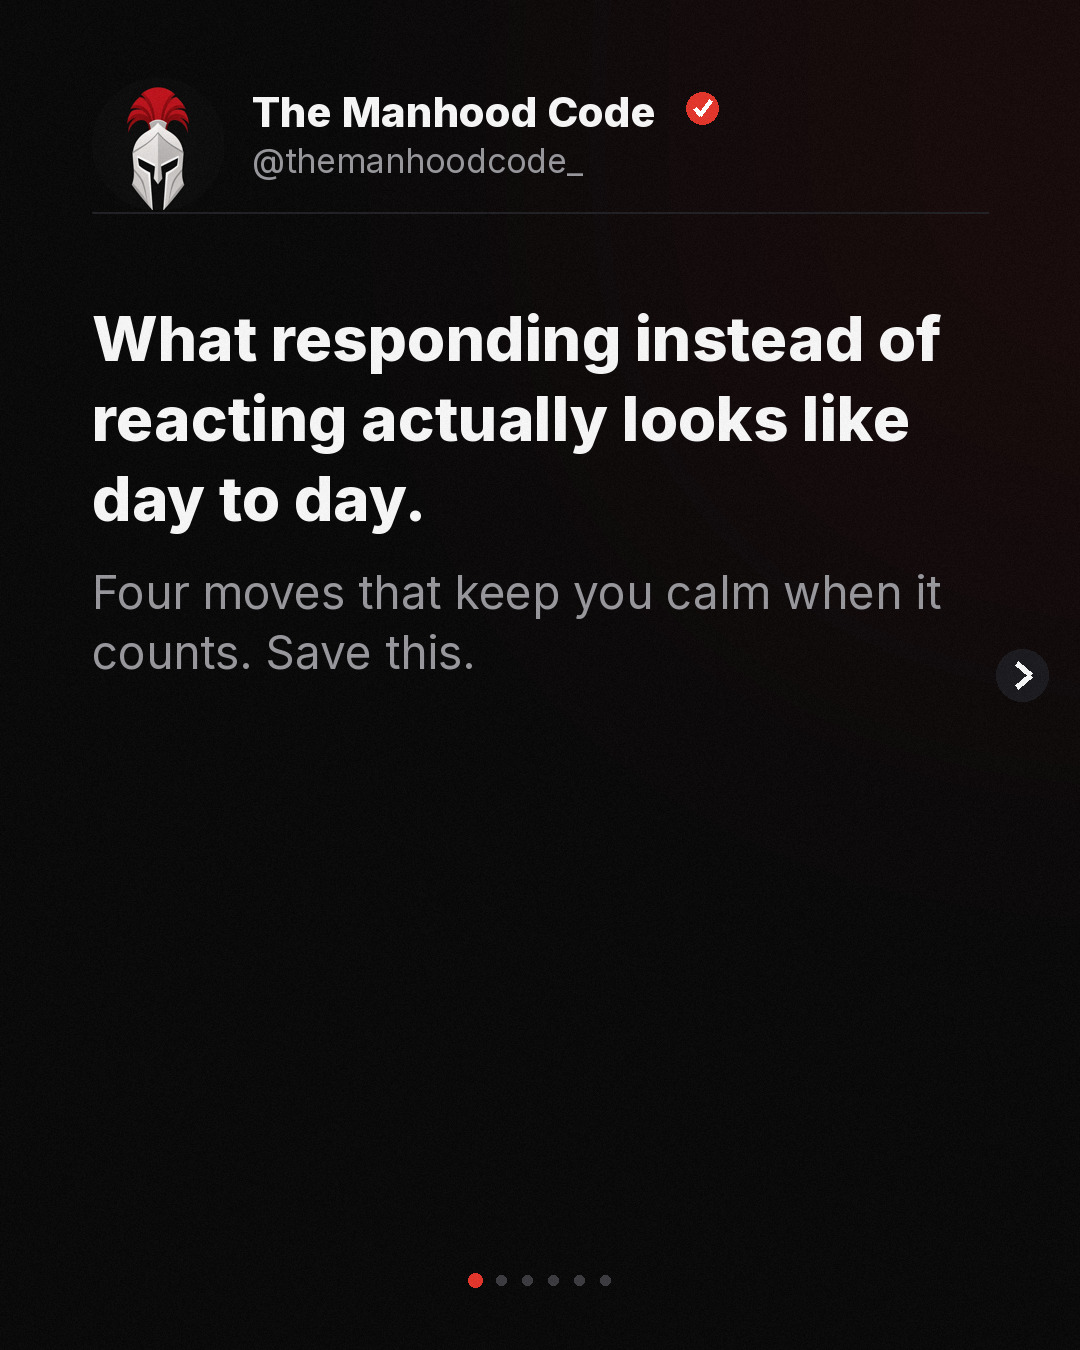 The Manhood Code
@themanhoodcode_
What responding instead of
reacting actually looks like
day to day.
Four moves that keep you calm when it
counts. Save this.